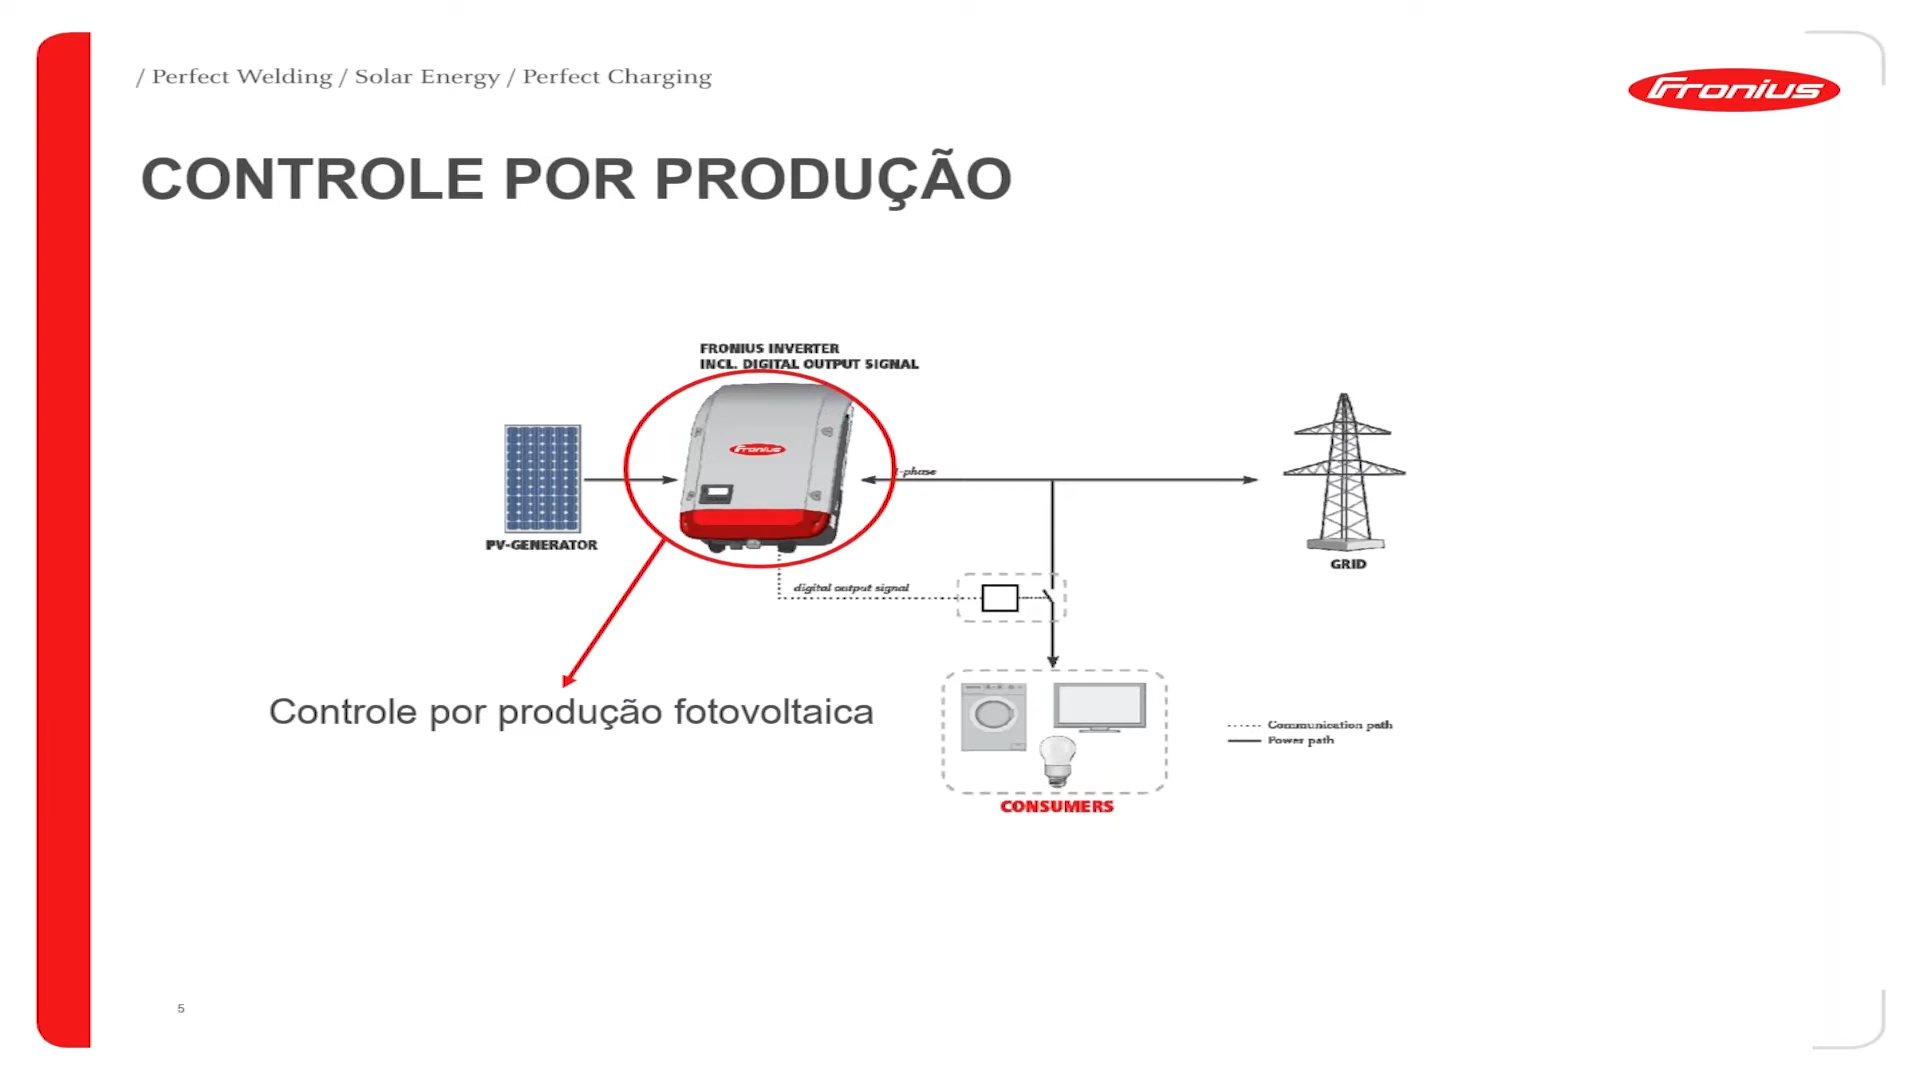 / Perfect Welding / Solar Energy / Perfect Charging
Fronius
CONTROLE POR PRODUÇÃO
FRONIUS INVERTER
INCL. DIGITAL OUTPUT SIGNAL
Fronius
-phase
PV-GENERATOR
GRID
digital output signal
Controle por produção fotovoltaica
Communication path
Power path
CONSUMERS
5